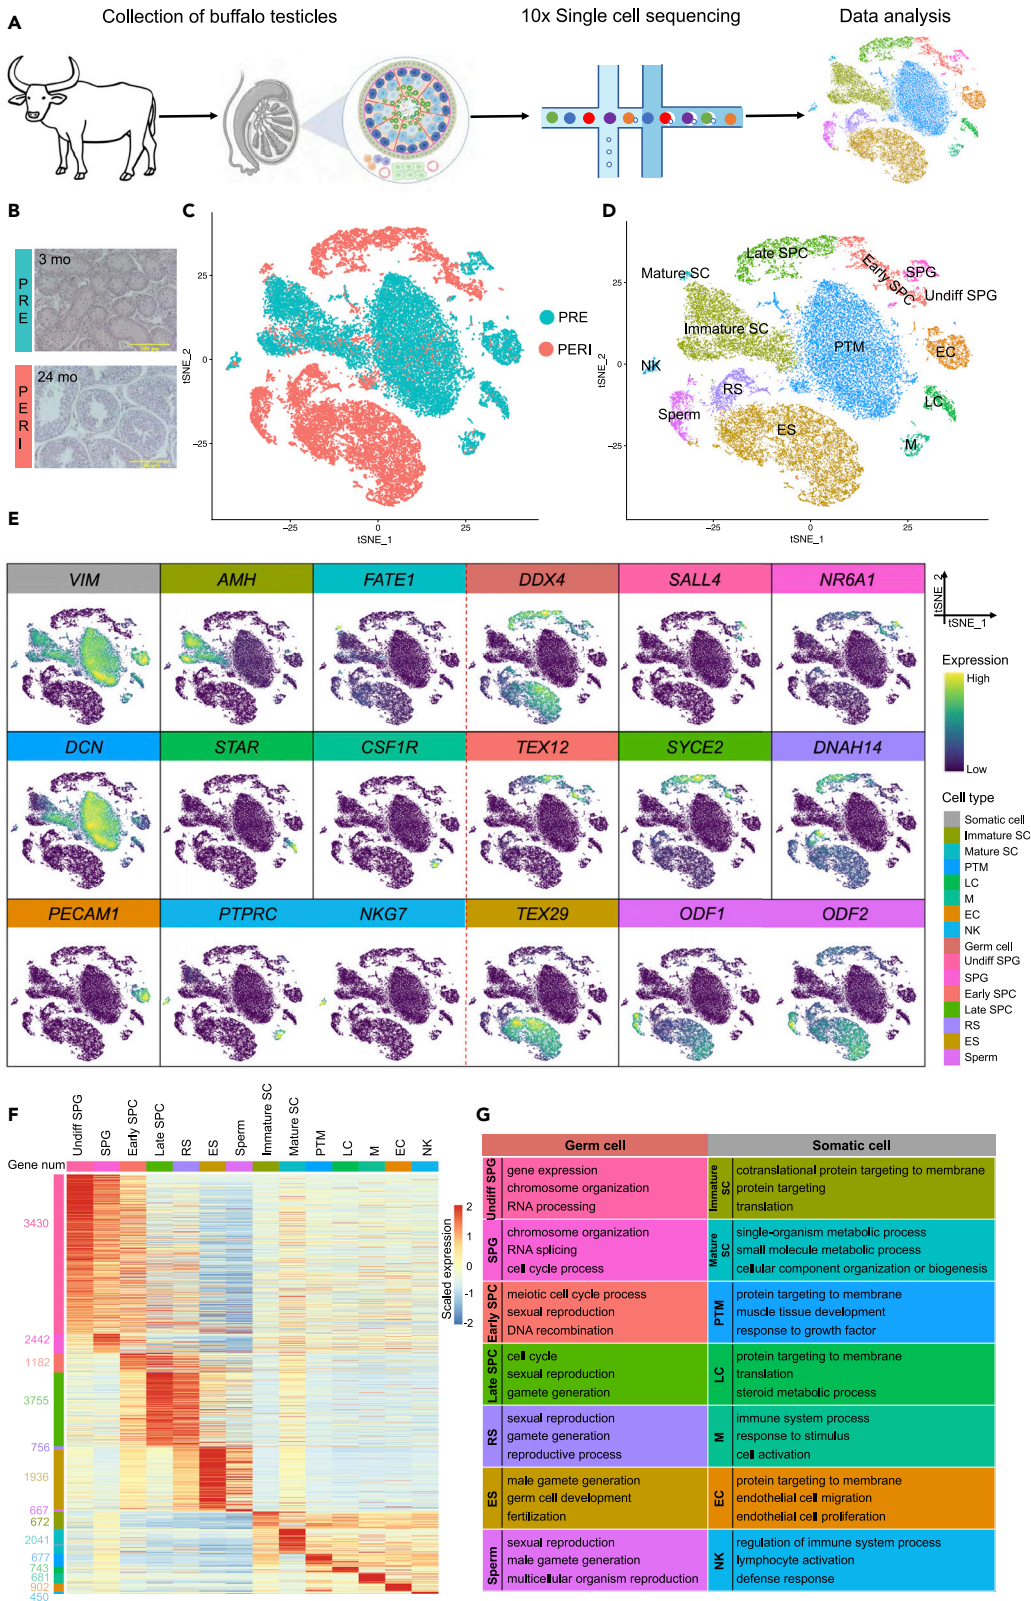 A
Collection of buffalo testicles
10x Single cell sequencing
Data analysis
B
PRE
3 mo
PERI
24 mo
C
25
0
-25
tSNE_2
-25
0
25
tSNE_1
PRE
PERI
D
25
0
-25
tSNE_2
-25
0
25
tSNE_1
Late SPC
Early SPC
SPG
Undiff SPG
Mature SC
Immature SC
PTM
EC
NK
RS
LC
Sperm
ES
M
E
VIM
AMH
FATE1
DDX4
SALL4
NR6A1
DCN
STAR
CSF1R
TEX12
SYCE2
DNAH14
PECAM1
PTPRC
NKG7
TEX29
ODF1
ODF2
tSNE_2
tSNE_1
Expression
High
Low
Cell type
Somatic cell
Immature SC
Mature SC
PTM
LC
M
EC
NK
Germ cell
Undiff SPG
SPG
Early SPC
Late SPC
RS
ES
Sperm
F
Undiff SPG
SPG
Early SPC
Late SPC
RS
ES
Sperm
Immature SC
Mature SC
PTM
LC
M
EC
NK
Gene num
3430
2442
1182
3755
756
1936
667
672
2041
677
743
681
902
450
Scaled expression
2
1
0
-1
-2
G
Germ cell
Somatic cell
Undiff SPG
gene expression
chromosome organization
RNA processing
Immature SC
cotranslational protein targeting to membrane
protein targeting
translation
SPG
chromosome organization
RNA splicing
cell cycle process
Mature SC
single-organism metabolic process
small molecule metabolic process
cellular component organization or biogenesis
Early SPC
meiotic cell cycle process
sexual reproduction
DNA recombination
PTM
protein targeting to membrane
muscle tissue development
response to growth factor
Late SPC
cell cycle
sexual reproduction
gamete generation
LC
protein targeting to membrane
translation
steroid metabolic process
RS
sexual reproduction
gamete generation
reproductive process
M
immune system process
response to stimulus
cell activation
ES
male gamete generation
germ cell development
fertilization
EC
protein targeting to membrane
endothelial cell migration
endothelial cell proliferation
Sperm
sexual reproduction
male gamete generation
multicellular organism reproduction
NK
regulation of immune system process
lymphocyte activation
defense response